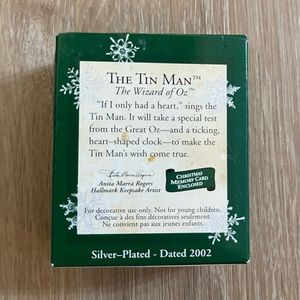 THE TIN MAN™
The Wizard of Oz™
"If I only had a heart," sings the
Tin Man. It will take a special test
from the Great Oz—and a ticking,
heart–shaped clock—to make the
Tin Man's wish come true.
Anita Marra Rogers
Anita Marra Rogers
Hallmark Keepsake Artist
CHRISTMAS
MEMORY CARD
ENCLOSED
For decorative use only. Not for young children.
Conçue à des fins décoratives seulement.
Ne convient pas aux jeunes enfants.
Silver–Plated - Dated 2002